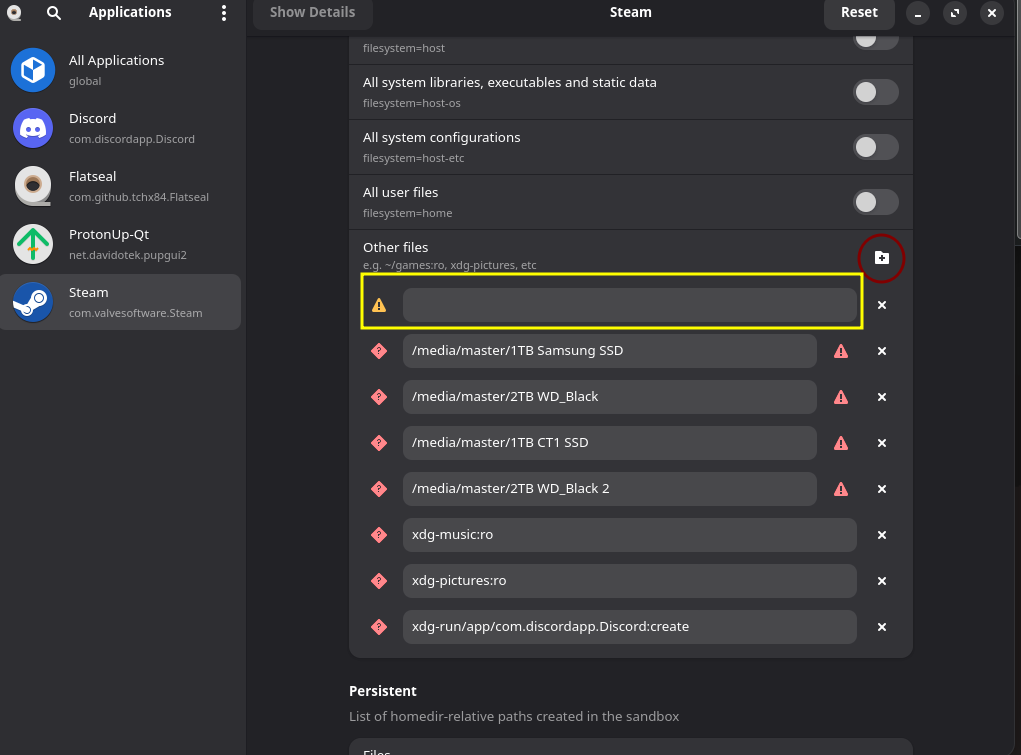 Applications
Show Details
Steam
Reset
All Applications
global
Discord
com.discordapp.Discord
Flatseal
com.github.tchx84.Flatseal
ProtonUp-Qt
net.davidotek.pupgui2
Steam
com.valvesoftware.Steam
filesystem=host
All system libraries, executables and static data
filesystem=host-os
All system configurations
filesystem=host-etc
All user files
filesystem=home
Other files
e.g. ~/games:ro, xdg-pictures, etc
/media/master/1TB Samsung SSD
/media/master/2TB WD_Black
/media/master/1TB CT1 SSD
/media/master/2TB WD_Black 2
xdg-music:ro
xdg-pictures:ro
xdg-run/app/com.discordapp.Discord:create
Persistent
List of homedir-relative paths created in the sandbox
Files